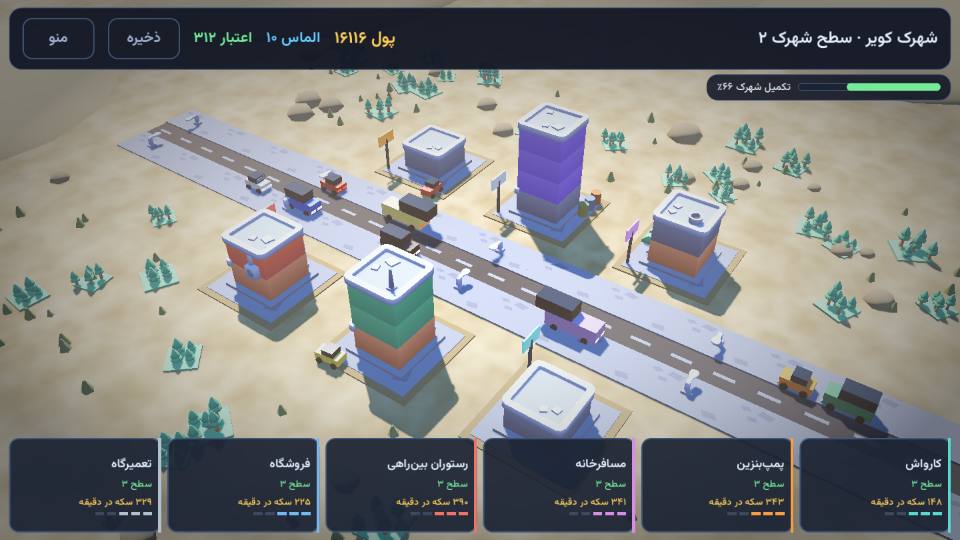 شهرک کویر · سطح شهرک ۲
پول ۱۶۱۱۶
الماس ۱۰
اعتبار ۳۱۲
ذخیره
منو
تکمیل شهرک ۶۶٪
کارواش
سطح ۳
۱۴۸ سکه در دقیقه
پمپ‌بنزین
سطح ۳
۳۴۳ سکه در دقیقه
مسافرخانه
سطح ۳
۳۴۱ سکه در دقیقه
رستوران بین‌راهی
سطح ۳
۳۹۰ سکه در دقیقه
فروشگاه
سطح ۳
۲۲۵ سکه در دقیقه
تعمیرگاه
سطح ۳
۳۲۹ سکه در دقیقه